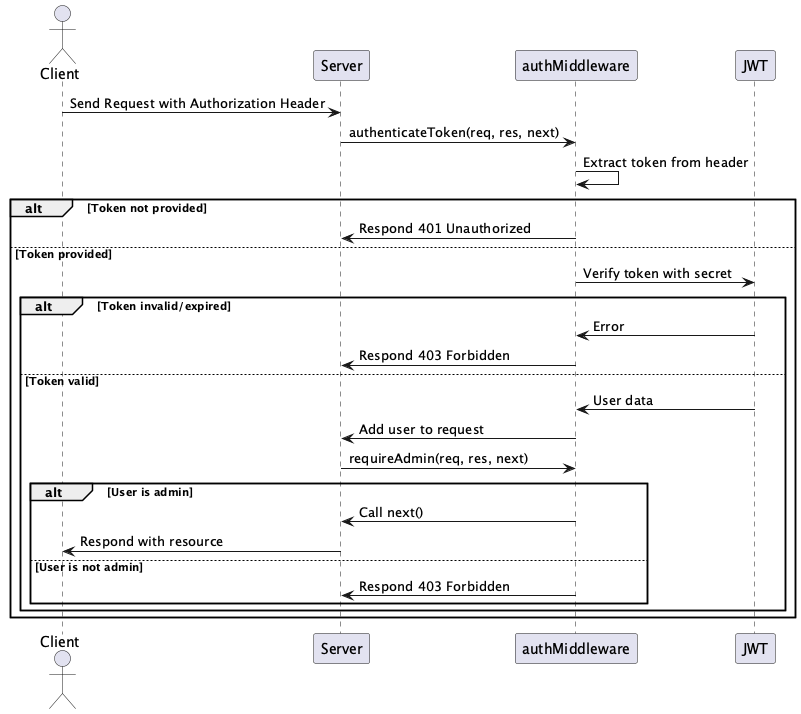 Client
Server
authMiddleware
JWT
Send Request with Authorization Header
authenticateToken(req, res, next)
Extract token from header
alt
[Token not provided]
Respond 401 Unauthorized
[Token provided]
Verify token with secret
alt
[Token invalid/expired]
Error
Respond 403 Forbidden
[Token valid]
User data
Add user to request
requireAdmin(req, res, next)
alt
[User is admin]
Call next()
Respond with resource
[User is not admin]
Respond 403 Forbidden
Client
Server
authMiddleware
JWT